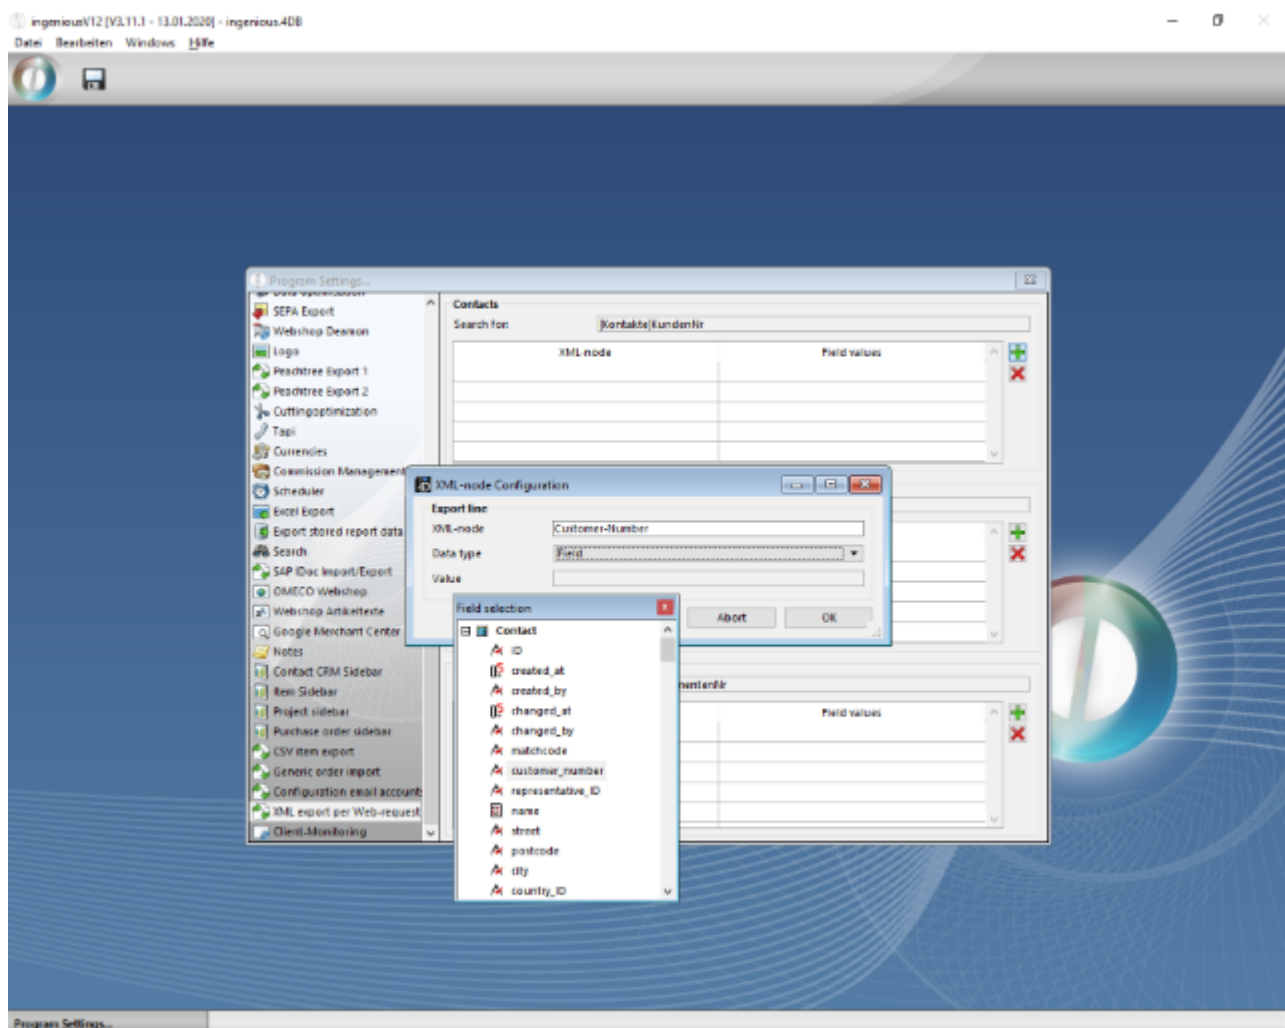 ingeniousV12 [V3.11.1 - 13.01.2020] - ingenious.4DB
Datei Bearbeiten Windows Hilfe
Program Settings...
Data optimization
SEPA Export
Webshop Deamon
Logo
Peachtree Export 1
Peachtree Export 2
Cuttingoptimization
Tapi
Currencies
Commission Management
Scheduler
Excel Export
Export stored report data
Search
SAP IDoc Import/Export
OMECO Webshop
Webshop Artikeltexte
Google Merchant Center
Notes
Contact CRM Sidebar
Item Sidebar
Project sidebar
Purchase order sidebar
CSV item export
Generic order import
Configuration email account
XML export per Web-request
Client-Monitoring
Contacts
Search for: |Kontakte|KundenNr
XML-node Field values
XML-node Configuration
Export line
XML-node Customer-Number
Data type Field
Value
Abort OK
Field selection
Contact
ID
created_at
created_by
changed_at
changed_by
matchcode
customer_number
representative_ID
name
street
postcode
city
country_ID
mentenNr
Field values
Program Settings...